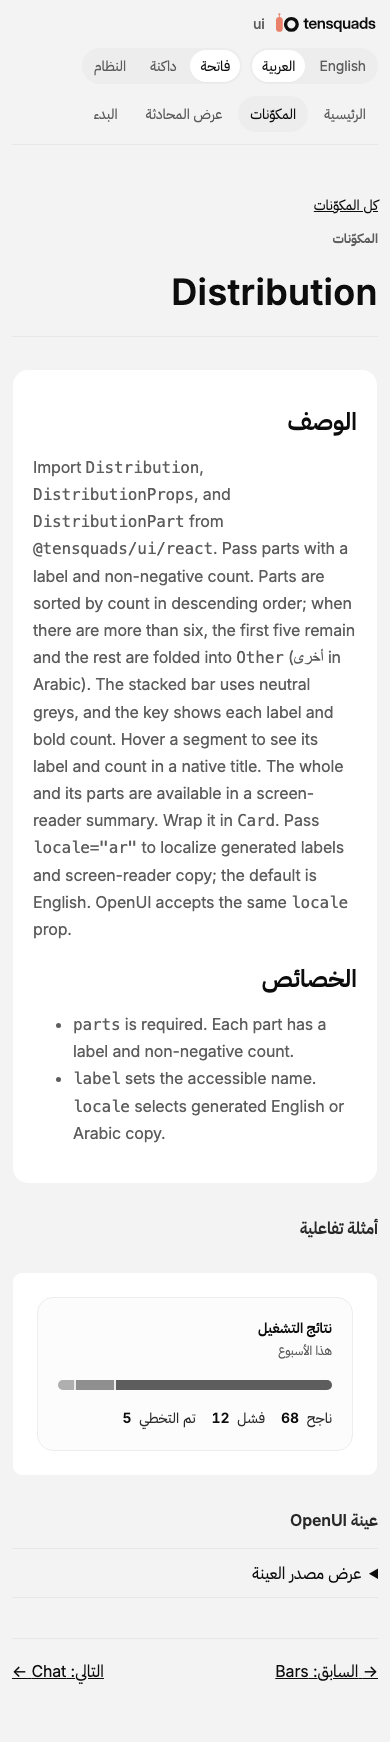 tensquads ui
English العربية فاتحة داكنة النظام
الرئيسية المكوّنات عرض المحادثة البدء
كل المكوّنات
المكوّنات
Distribution
الوصف
Import Distribution,
DistributionProps, and
DistributionPart from
@tensquads/ui/react. Pass parts with a
label and non-negative count. Parts are
sorted by count in descending order; when
there are more than six, the first five remain
and the rest are folded into Other (أخرى in
Arabic). The stacked bar uses neutral
greys, and the key shows each label and
bold count. Hover a segment to see its
label and count in a native title. The whole
and its parts are available in a screen-
reader summary. Wrap it in Card. Pass
locale="ar" to localize generated labels
and screen-reader copy; the default is
English. OpenUI accepts the same locale
prop.
الخصائص
• parts is required. Each part has a
label and non-negative count.
• label sets the accessible name.
locale selects generated English or
Arabic copy.
أمثلة تفاعلية
نتائج التشغيل
هذا الأسبوع
ناجح 68 فشل 12 تم التخطي 5
عينة OpenUI
عرض مصدر العينة
→ السابق: Bars
التالي: Chat ←